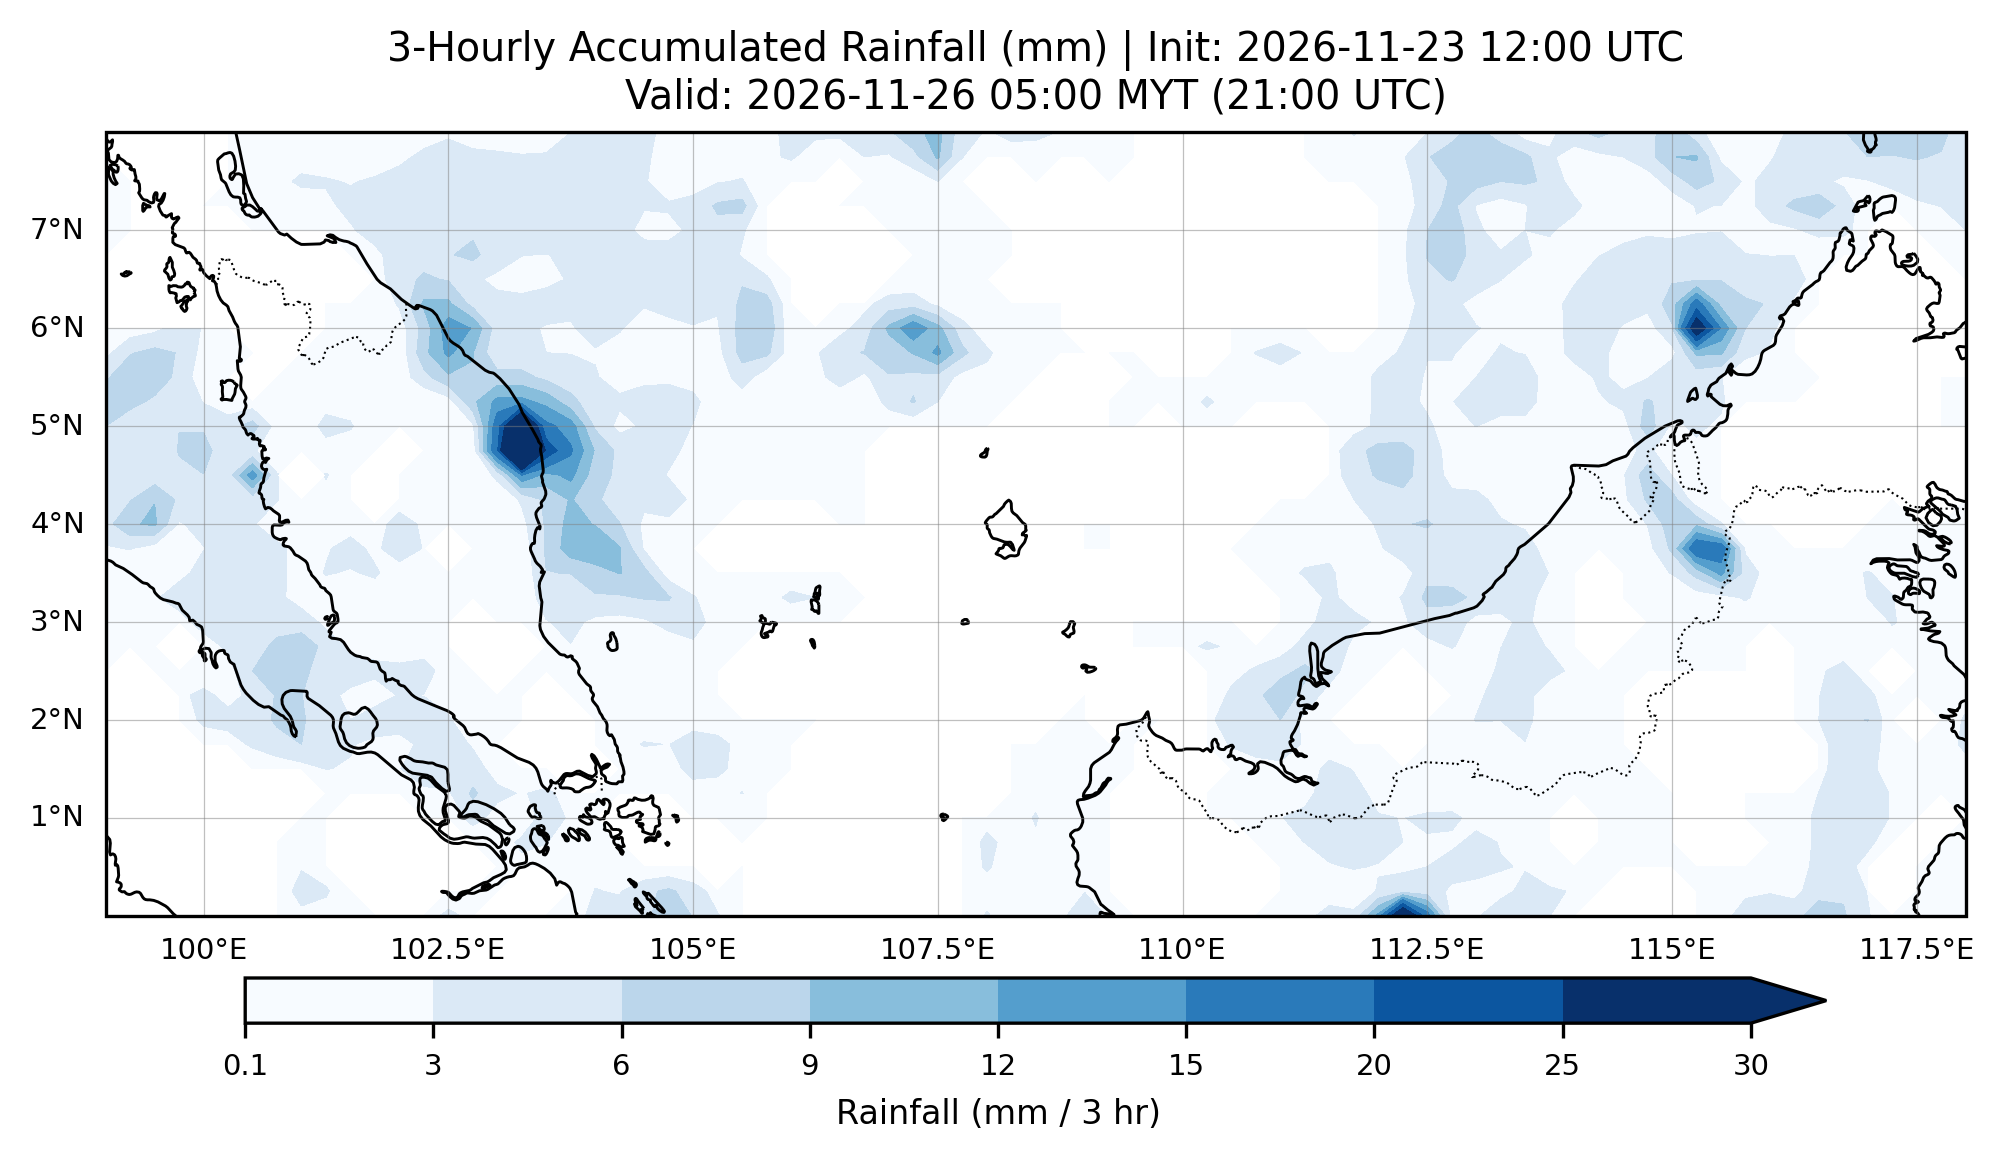 3-Hourly Accumulated Rainfall (mm) | Init: 2026-11-23 12:00 UTC
Valid: 2026-11-26 05:00 MYT (21:00 UTC)
7°N
6°N
5°N
4°N
3°N
2°N
1°N
100°E 102.5°E 105°E 107.5°E 110°E 112.5°E 115°E 117.5°E
0.1 3 6 9 12 15 20 25 30
Rainfall (mm / 3 hr)